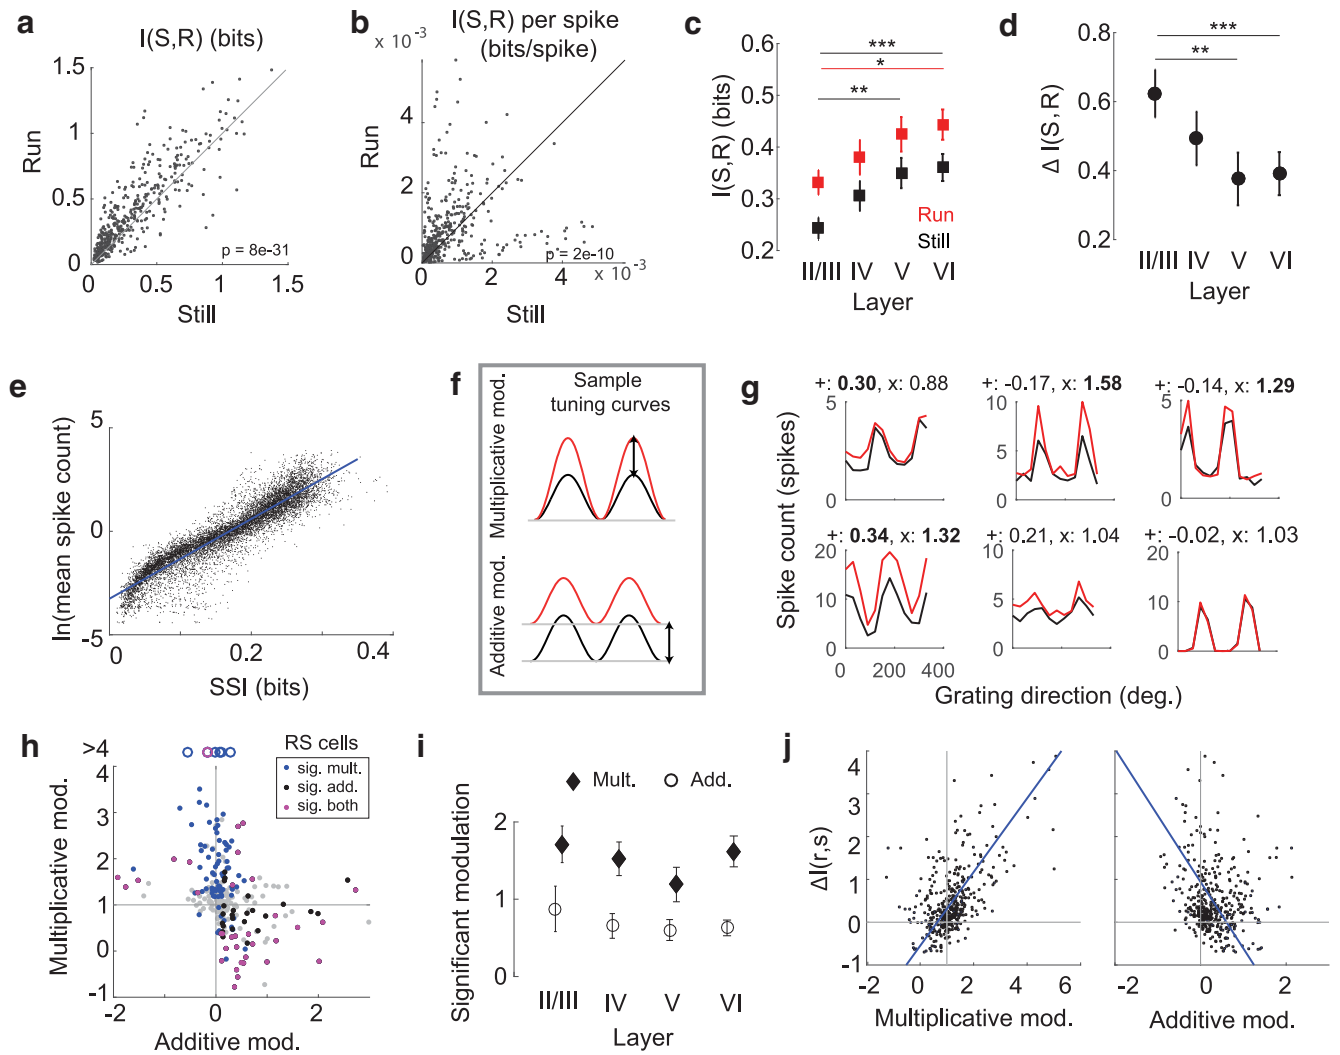 a
I(S,R) (bits)
Run
1.5
1
0.5
0
0
0.5
1
1.5
p = 8e-31
Still
b
I(S,R) per spike
(bits/spike)
x 10⁻³
Run
4
2
0
0
2
4
p = 2e-10
x 10⁻³
Still
c
I(S,R) (bits)
0.6
0.5
0.4
0.3
0.2
***
*
**
Run
Still
II/III IV V VI
Layer
d
Δ I(S,R)
0.8
0.6
0.4
0.2
***
**
II/III IV V VI
Layer
e
ln(mean spike count)
5
0
-5
0
0.2
0.4
SSI (bits)
f
Sample
tuning curves
Multiplicative mod.
Additive mod.
g
Spike count (spikes)
+: 0.30, x: 0.88
5
0
+: -0.17, x: 1.58
10
5
0
+: -0.14, x: 1.29
5
0
+: 0.34, x: 1.32
20
10
0
0
200
400
+: 0.21, x: 1.04
10
5
0
+: -0.02, x: 1.03
20
10
0
Grating direction (deg.)
h
Multiplicative mod.
>4
3
2
1
0
-1
RS cells
sig. mult.
sig. add.
sig. both
-2
0
2
Additive mod.
i
Significant modulation
Mult.
Add.
2
1
0
II/III IV V VI
Layer
j
ΔI(r,s)
4
3
2
1
0
-1
-2 0 2 4 6
Multiplicative mod.
-2 0 2
Additive mod.